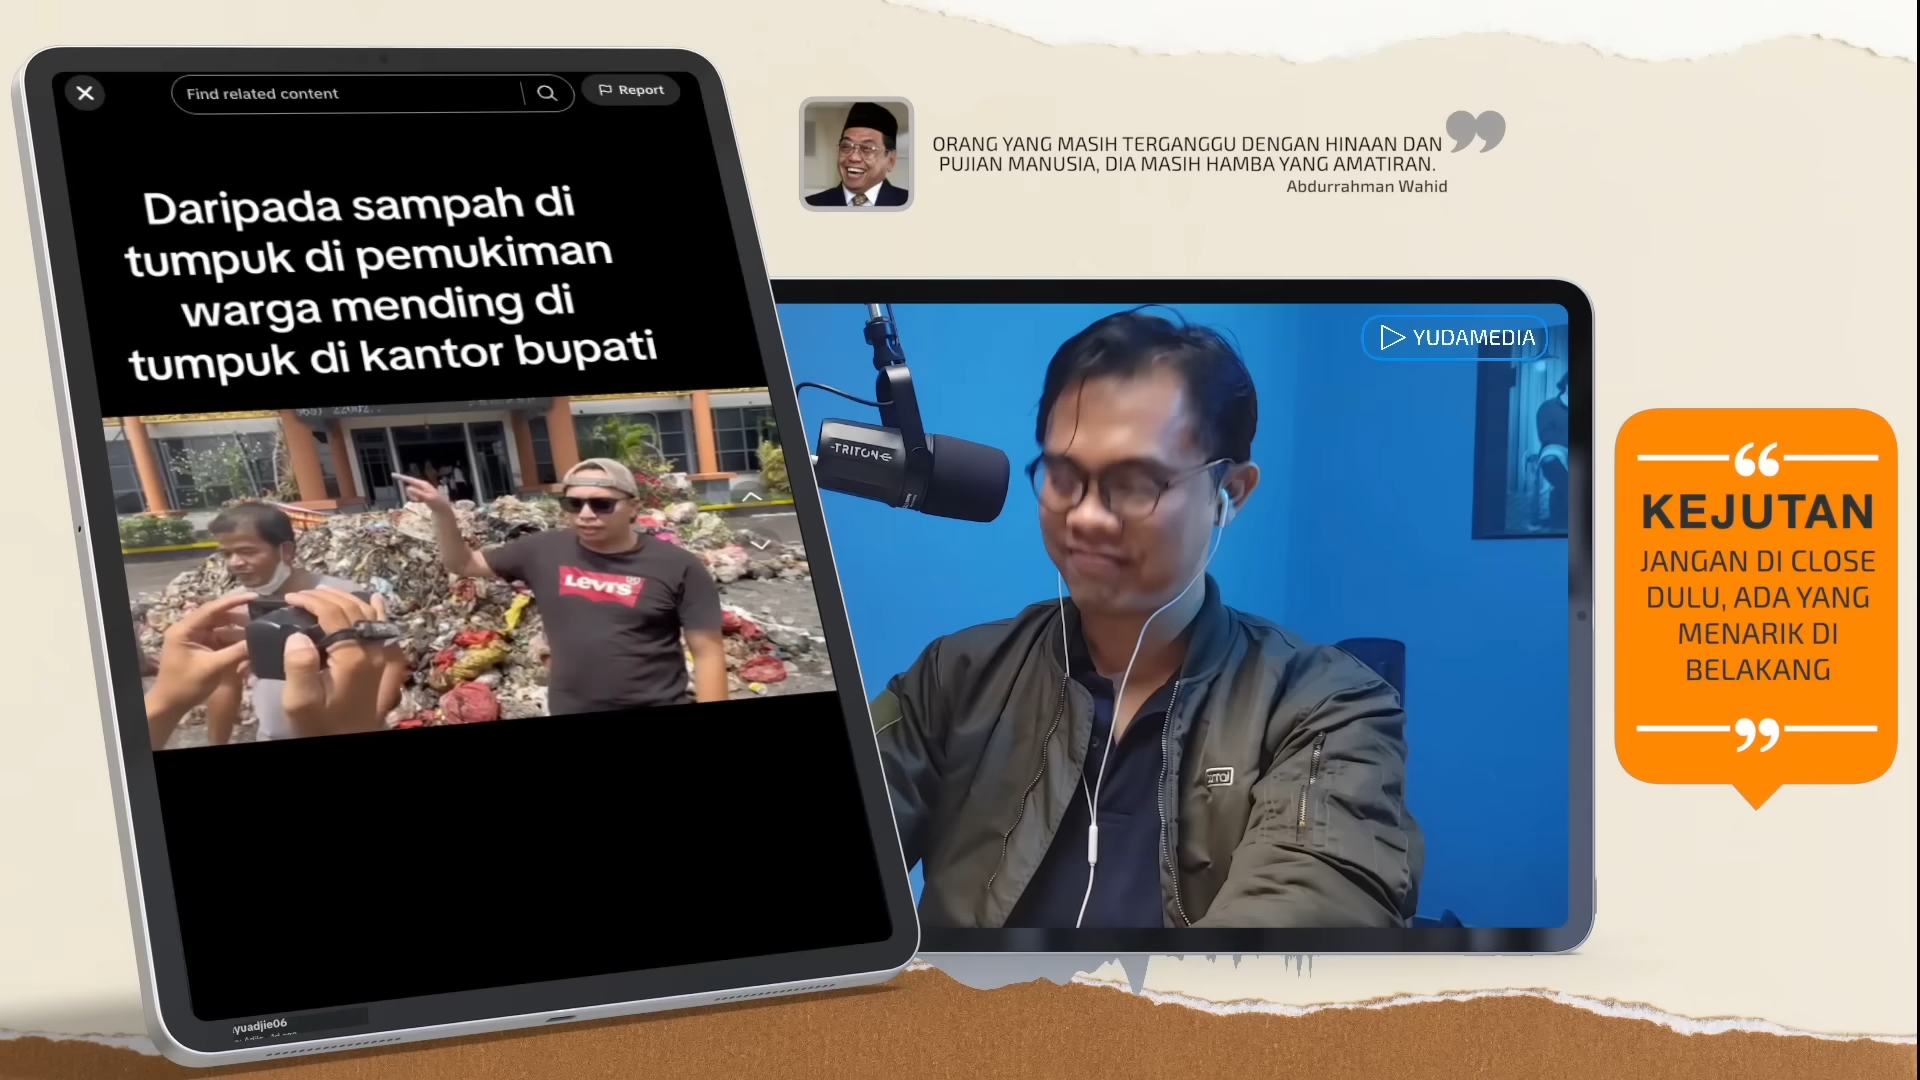 Find related content
Report
Daripada sampah di
tumpuk di pemukiman
warga mending di
tumpuk di kantor bupati
Levi's
yuadjie06
ORANG YANG MASIH TERGANGGU DENGAN HINAAN DAN
PUJIAN MANUSIA, DIA MASIH HAMBA YANG AMATIRAN.
Abdurrahman Wahid
TRITON
YUDAMEDIA
KEJUTAN
JANGAN DI CLOSE
DULU, ADA YANG
MENARIK DI
BELAKANG